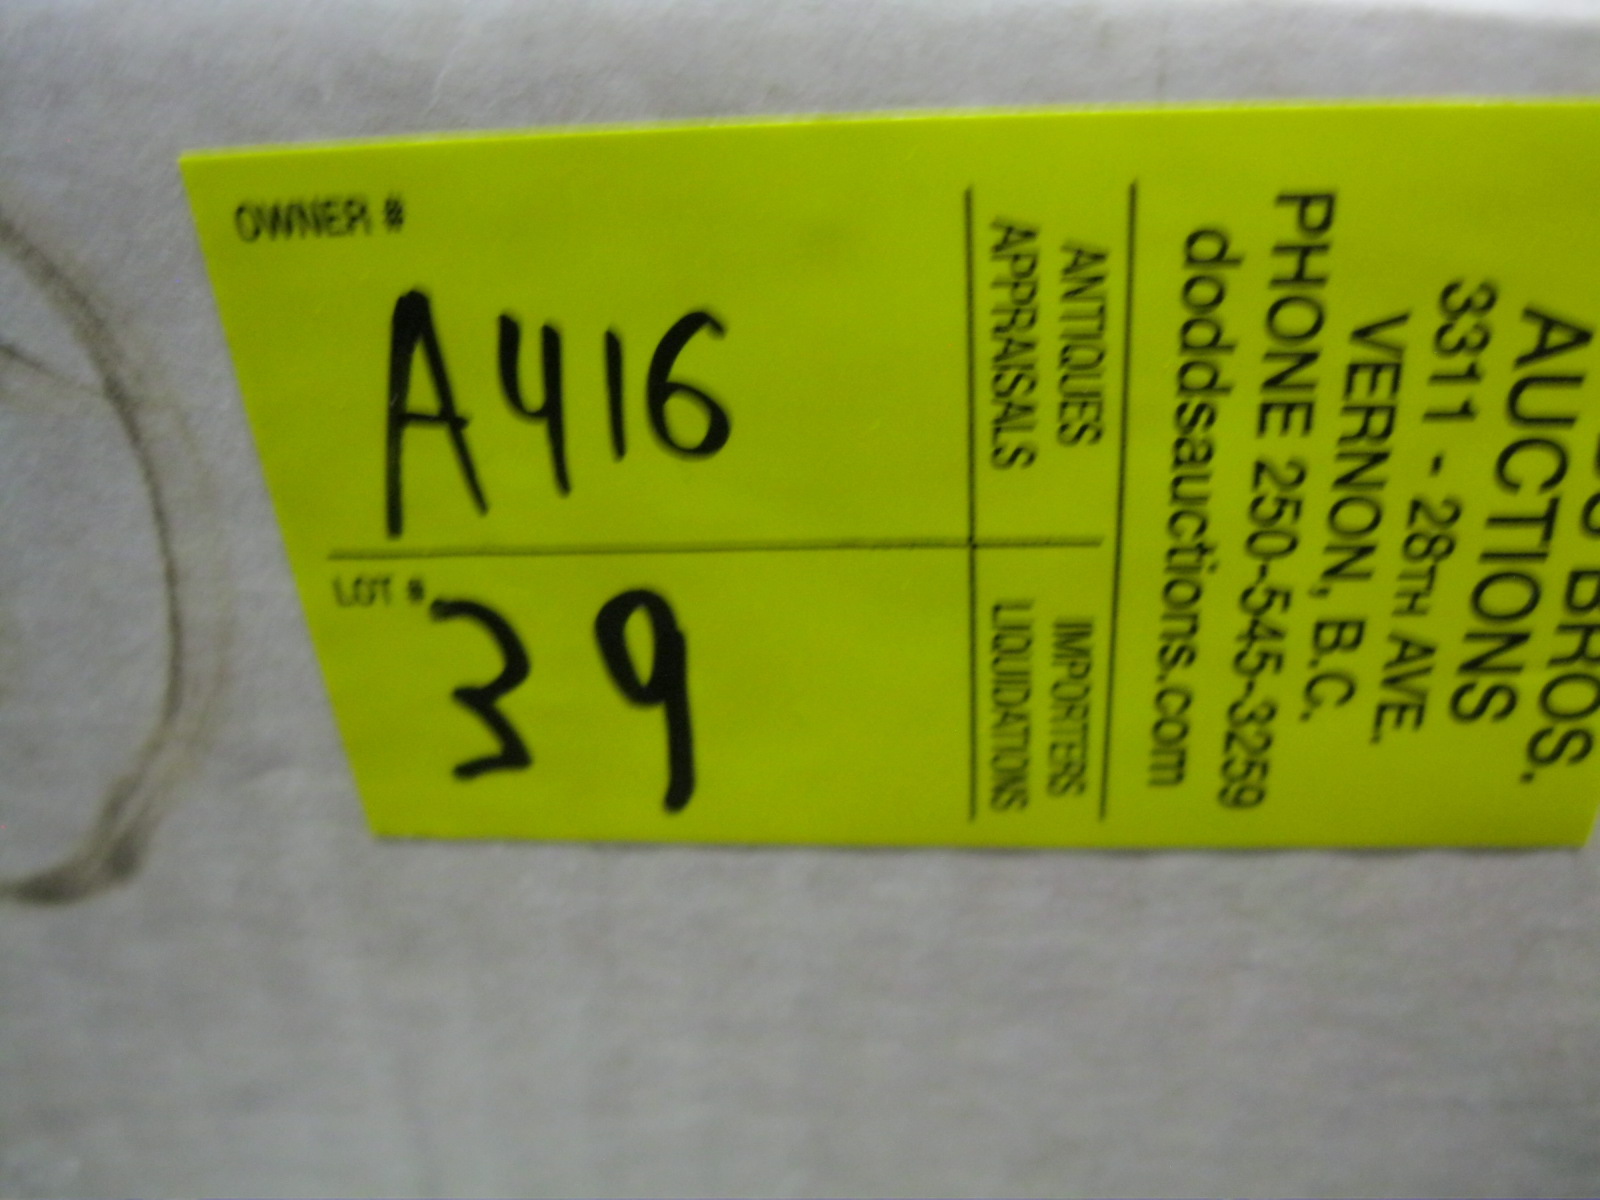 BROS.
AUCTIONS
3311 - 28TH AVE.
VERNON, B.C.
PHONE 250-545-3259
doddsauctions.com
ANTIQUES
APPRAISALS
IMPORTERS
LIQUIDATIONS
OWNER #
A416
LOT #
39